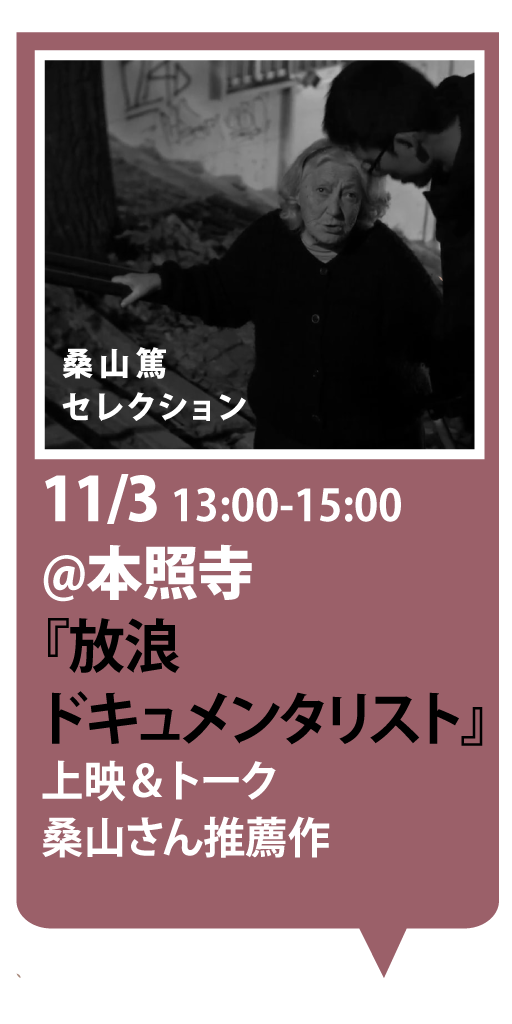 桑山篤
セレクション
11/3 13:00-15:00
@本照寺
『放浪
ドキュメンタリスト』
上映&トーク
桑山さん推薦作
、